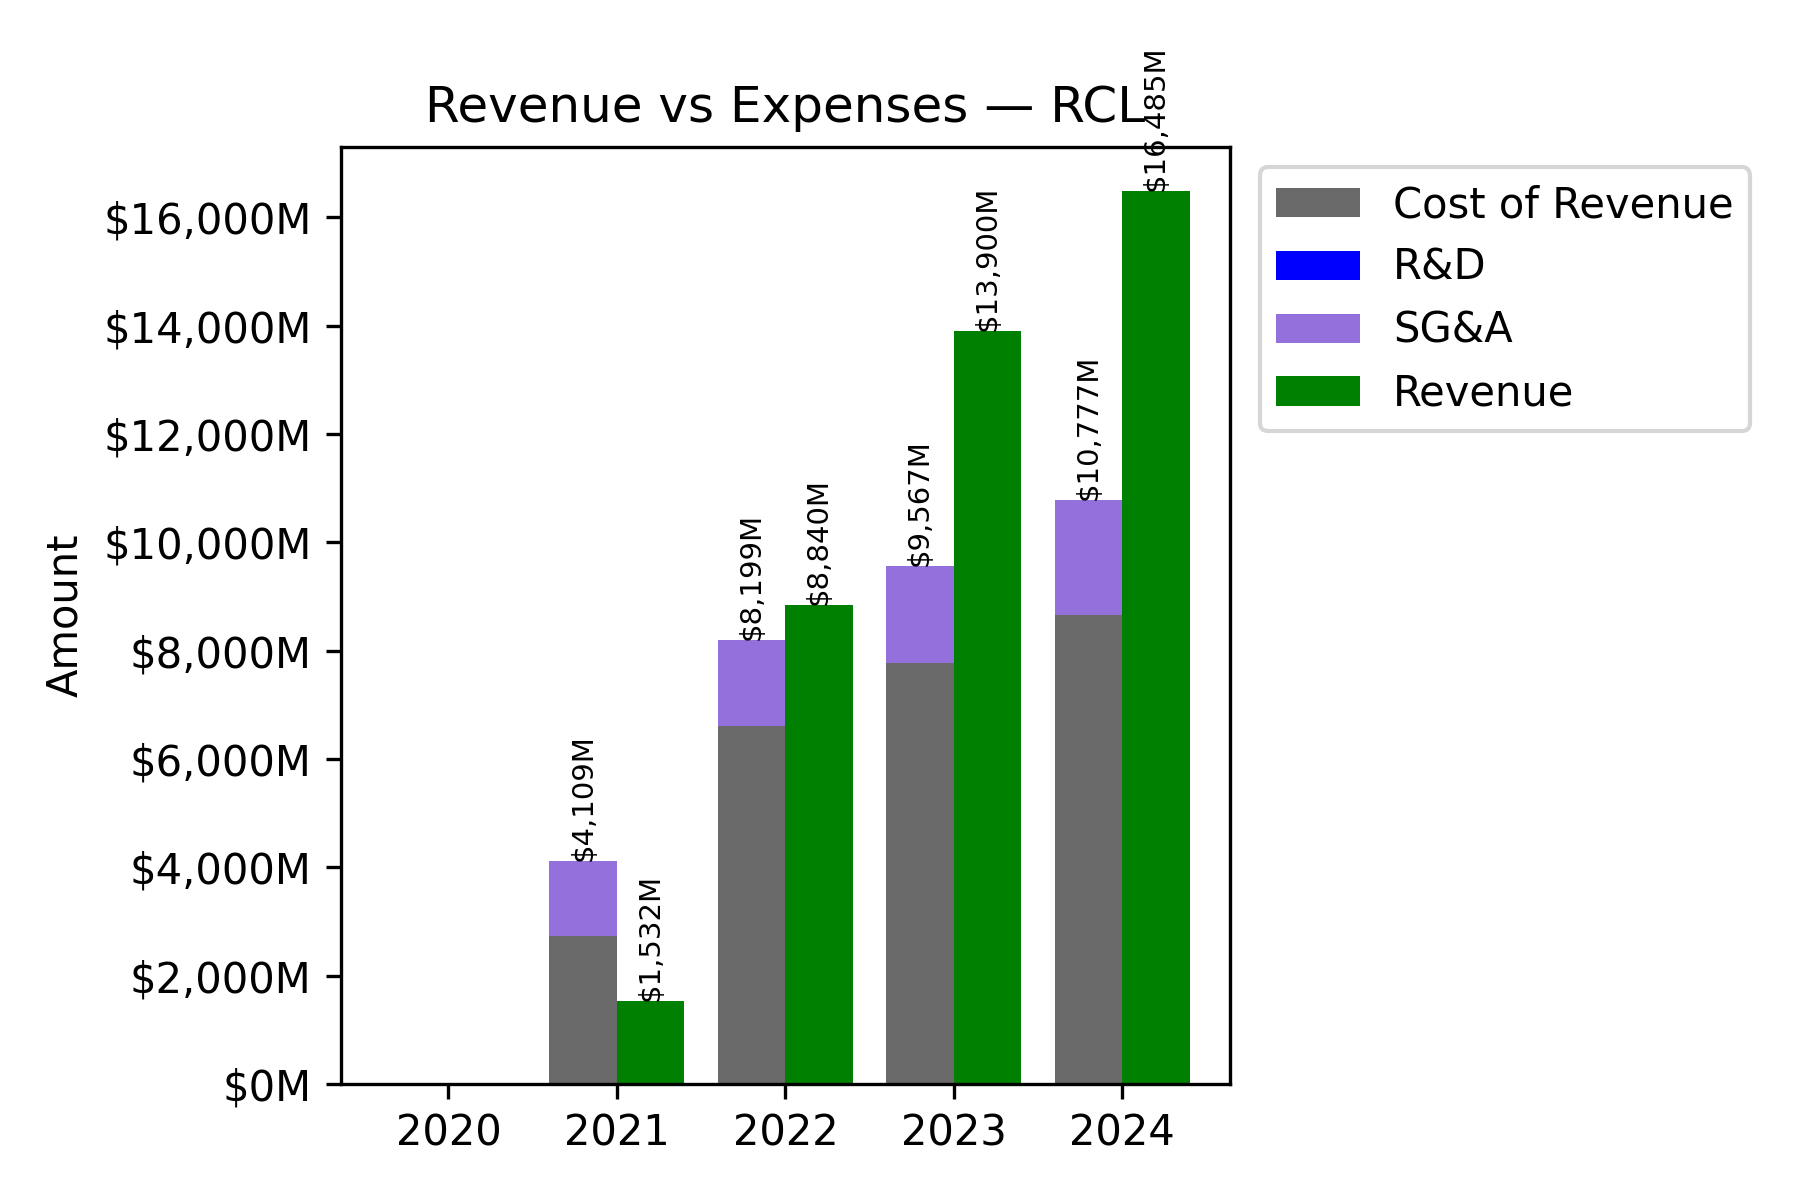 Revenue vs Expenses — RCL
Amount
$16,000M
$14,000M
$12,000M
$10,000M
$8,000M
$6,000M
$4,000M
$2,000M
$0M
$4,109M
$1,532M
$8,199M
$8,840M
$9,567M
$13,900M
$10,777M
$16,485M
2020
2021
2022
2023
2024
Cost of Revenue
R&D
SG&A
Revenue